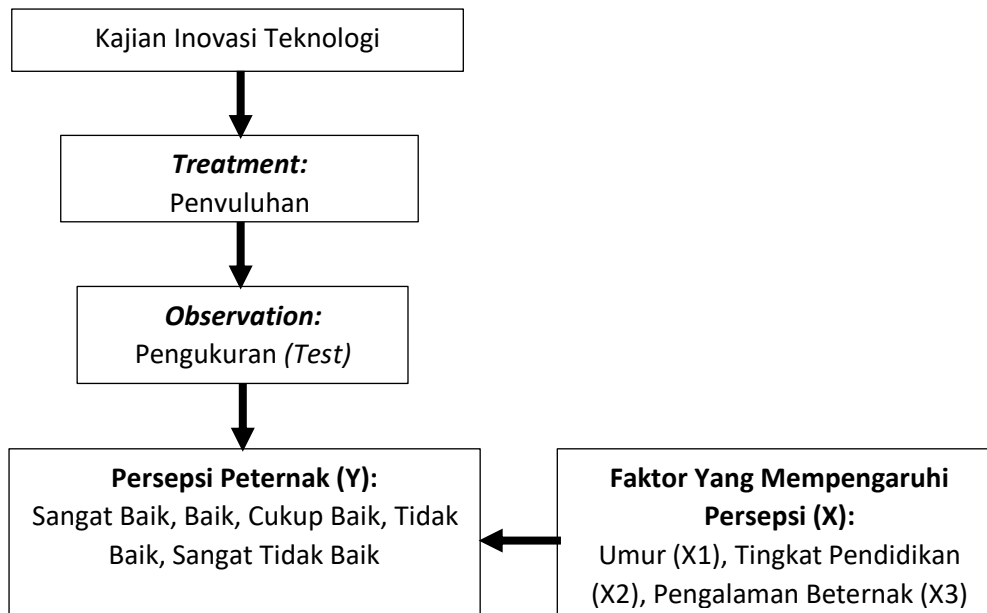 Kajian Inovasi Teknologi
Treatment:
Penyuluhan
Observation:
Pengukuran (Test)
Persepsi Peternak (Y):
Sangat Baik, Baik, Cukup Baik, Tidak
Baik, Sangat Tidak Baik
Faktor Yang Mempengaruhi
Persepsi (X):
Umur (X1), Tingkat Pendidikan
(X2), Pengalaman Beternak (X3)